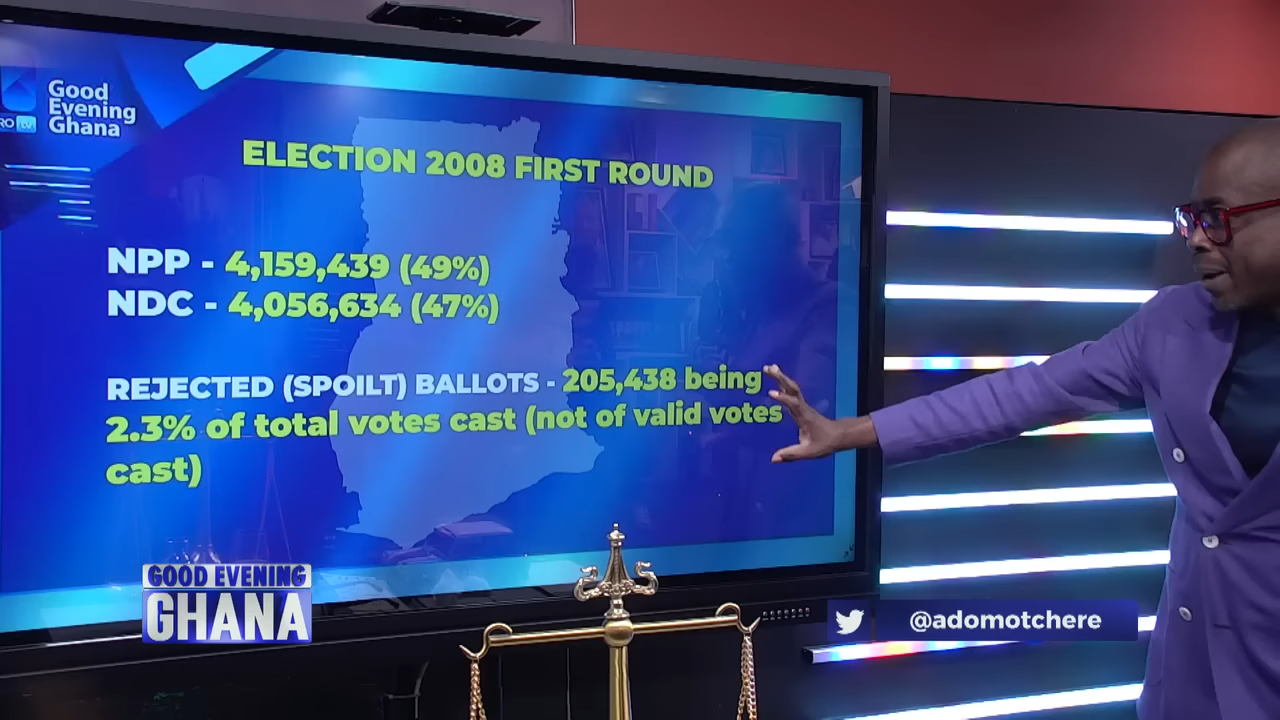 Good
Evening
Ghana
ELECTION 2008 FIRST ROUND
NPP - 4,159,439 (49%)
NDC - 4,056,634 (47%)
REJECTED (SPOILT) BALLOTS - 205,438 being
2.3% of total votes cast (not of valid votes
cast)
GOOD EVENING
GHANA
@adomotchere